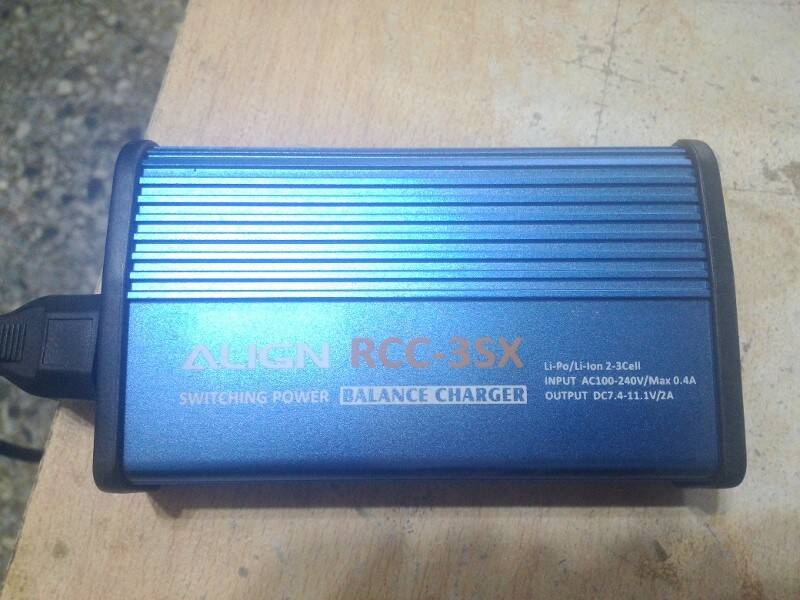 ALIGN RCC-3SX
SWITCHING POWER BALANCE CHARGER
Li-Po/Li-Ion 2-3Cell
INPUT AC100-240V/Max 0.4A
OUTPUT DC7.4-11.1V/2A